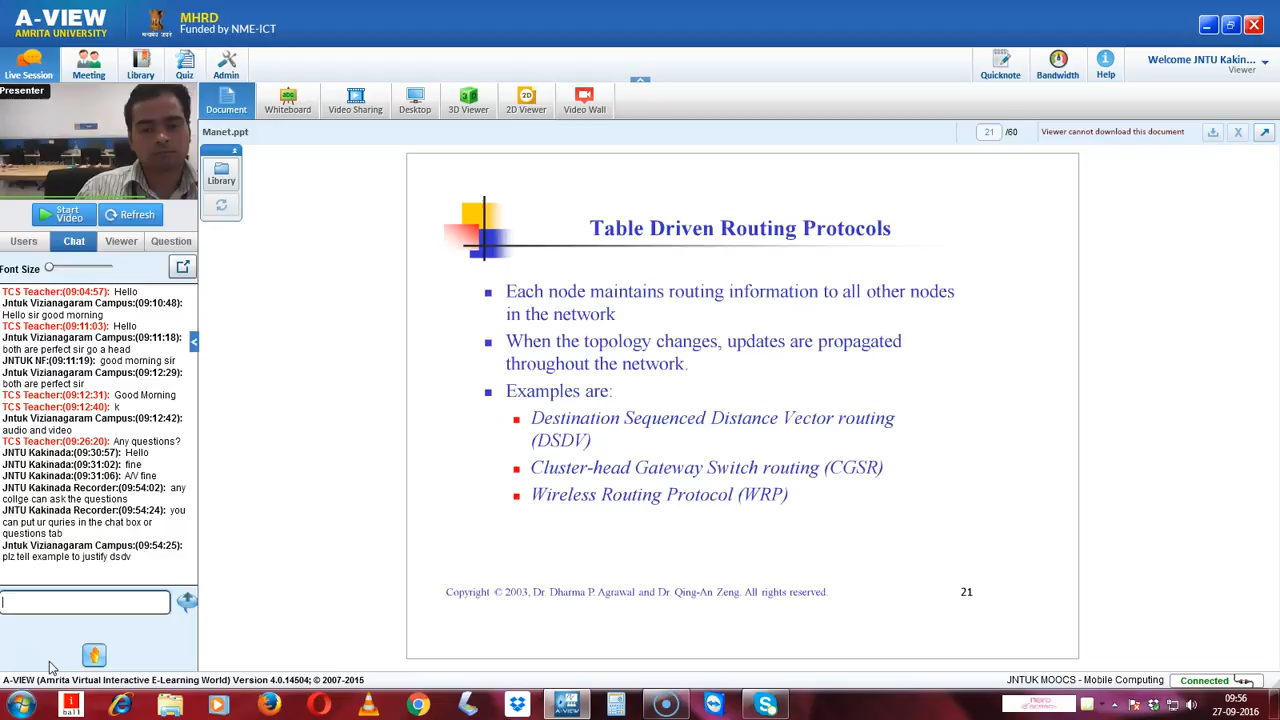 A-VIEW
AMRITA UNIVERSITY
MHRD
Funded by NME-ICT
Live Session
Meeting
Library
Quiz
Admin
Quicknote
Bandwidth
Help
Welcome JNTU Kakin...
Viewer
Presenter
Document
Whiteboard
Video Sharing
Desktop
3D Viewer
2D Viewer
Video Wall
Manet.ppt
21 /60
Viewer cannot download this document
Library
Start Video
Refresh
Users
Chat
Viewer
Question
Font Size
TCS Teacher:(09:04:57): Hello
Jntuk Vizianagaram Campus:(09:10:48):
Hello sir good morning
TCS Teacher:(09:11:03): Hello
Jntuk Vizianagaram Campus:(09:11:18):
both are perfect sir go a head
JNTUK NF:(09:11:19): good morning sir
Jntuk Vizianagaram Campus:(09:12:29):
both are perfect sir
TCS Teacher:(09:12:31): Good Morning
TCS Teacher:(09:12:40): k
Jntuk Vizianagaram Campus:(09:12:42):
audio and video
TCS Teacher:(09:26:20): Any questions?
JNTU Kakinada:(09:30:57): Hello
JNTU Kakinada:(09:31:02): fine
JNTU Kakinada:(09:31:06): A/V fine
JNTU Kakinada Recorder:(09:54:02): any
collge can ask the questions
JNTU Kakinada Recorder:(09:54:24): you
can put ur quries in the chat box or
questions tab
Jntuk Vizianagaram Campus:(09:54:25):
plz tell example to justify dsdv
Table Driven Routing Protocols
Each node maintains routing information to all other nodes
in the network
When the topology changes, updates are propagated
throughout the network.
Examples are:
Destination Sequenced Distance Vector routing
(DSDV)
Cluster-head Gateway Switch routing (CGSR)
Wireless Routing Protocol (WRP)
Copyright © 2003, Dr. Dharma P. Agrawal and Dr. Qing-An Zeng. All rights reserved.
21
A-VIEW (Amrita Virtual Interactive E-Learning World) Version 4.0.14504; © 2007-2015
JNTUK MOOCS - Mobile Computing
Connected
ball
09:56
27-09-2016